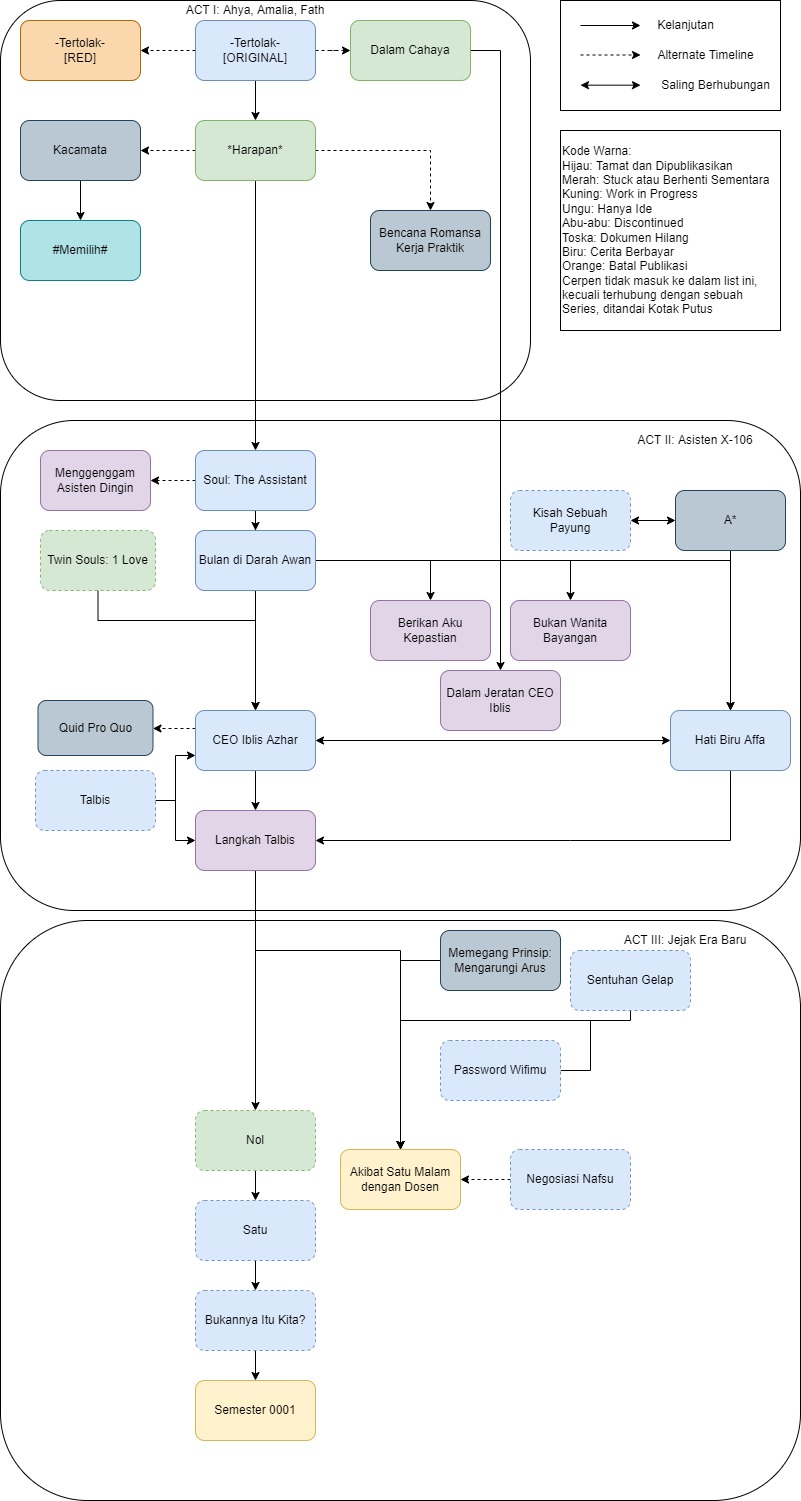 ACT I: Ahya, Amalia, Fath
-Tertolak-
[RED]
-Tertolak-
[ORIGINAL]
Dalam Cahaya
Kacamata
*Harapan*
#Memilih#
Bencana Romansa
Kerja Praktik
Kelanjutan
Alternate Timeline
Saling Berhubungan
Kode Warna:
Hijau: Tamat dan Dipublikasikan
Merah: Stuck atau Berhenti Sementara
Kuning: Work in Progress
Ungu: Hanya Ide
Abu-abu: Discontinued
Toska: Dokumen Hilang
Biru: Cerita Berbayar
Orange: Batal Publikasi
Cerpen tidak masuk ke dalam list ini,
kecuali terhubung dengan sebuah
Series, ditandai Kotak Putus
ACT II: Asisten X-106
Menggenggam
Asisten Dingin
Soul: The Assistant
Kisah Sebuah
Payung
A*
Twin Souls: 1 Love
Bulan di Darah Awan
Berikan Aku
Kepastian
Bukan Wanita
Bayangan
Dalam Jeratan CEO
Iblis
Quid Pro Quo
CEO Iblis Azhar
Hati Biru Affa
Talbis
Langkah Talbis
ACT III: Jejak Era Baru
Memegang Prinsip:
Mengarungi Arus
Sentuhan Gelap
Password Wifimu
Nol
Akibat Satu Malam
dengan Dosen
Negosiasi Nafsu
Satu
Bukannya Itu Kita?
Semester 0001